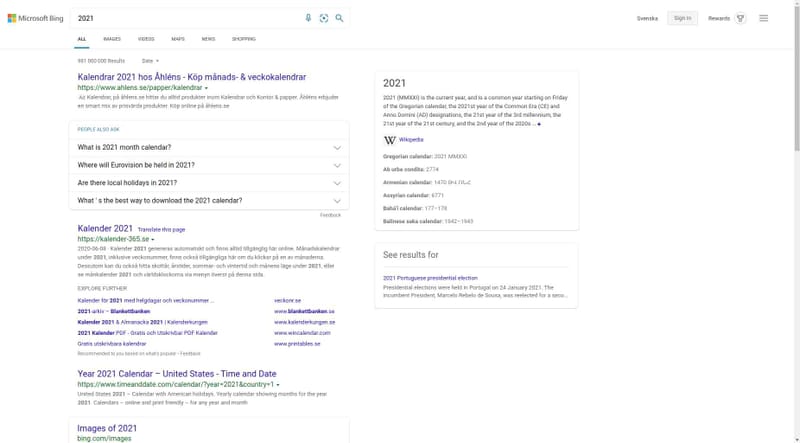 Microsoft Bing
2021
Svenska
Sign in
Rewards
ALL
IMAGES
VIDEOS
MAPS
NEWS
SHOPPING
Date
Kalendrar 2021 hos Åhléns - Köp månads- & veckokalendrar
https://www.ahlens.se/papper/kalendrar
Ad Kalendrar, på åhlens.se hittar du alltid produkter inom Kalendrar och Kontor & papper. Åhlens erbjuder
en smart mix av prisvärda produkter. Köp online på åhlens.se
PEOPLE ALSO ASK
What is 2021 month calendar?
Where will Eurovision be held in 2021?
Are there local holidays in 2021?
What ' s the best way to download the 2021 calendar?
Feedback
Kalender 2021 Translate this page
https://kalender-365.se
2020-06-08 · Kalender 2021 genereras automatiskt och finns alltid tillgänglig här online. Månadskalendrar
under 2021, inklusive veckonummer, finns också tillgängliga här om du klickar på en av månaderna.
Dessutom kan du också hitta skottår, årstider, sommar- och vintertid och månens läge under 2021, eller
se månkalender 2021 och världsklockorna via menyn överst på denna sida.
EXPLORE FURTHER
Kalender för 2021 med helgdagar och veckonummer ...
veckonr.se
2021-arkiv – Blankettbanken
www.blankettbanken.se
Kalender 2021 & Almanacka 2021 | Kalenderkungen
www.kalenderkungen.se
2021 Kalender PDF - Gratis och Utskrivbar PDF Kalender
www.wincalendar.com
Gratis utskrivbara kalendrar
www.printables.se
Recommended to you based on what's popular • Feedback
Year 2021 Calendar – United States - Time and Date
https://www.timeanddate.com/calendar/?year=2021&country=1
United States 2021 – Calendar with American holidays. Yearly calendar showing months for the year
2021. Calendars – online and print friendly – for any year and month
Images of 2021
bing.com/images
2021
2021 (MMXXI) is the current year, and is a common year starting on Friday
of the Gregorian calendar, the 2021st year of the Common Era (CE) and
Anno Domini (AD) designations, the 21st year of the 3rd millennium, the
21st year of the 21st century, and the 2nd year of the 2020s ...
W Wikipedia
Gregorian calendar: 2021 MMXXI
Ab urbe condita: 2774
Armenian calendar: 1470
Assyrian calendar: 6771
Bahá'í calendar: 177–178
Balinese saka calendar: 1942–1943
See results for
2021 Portuguese presidential election
Presidential elections were held in Portugal on 24 January 2021. The
incumbent President, Marcelo Rebelo de Sousa, was reelected for a seco...